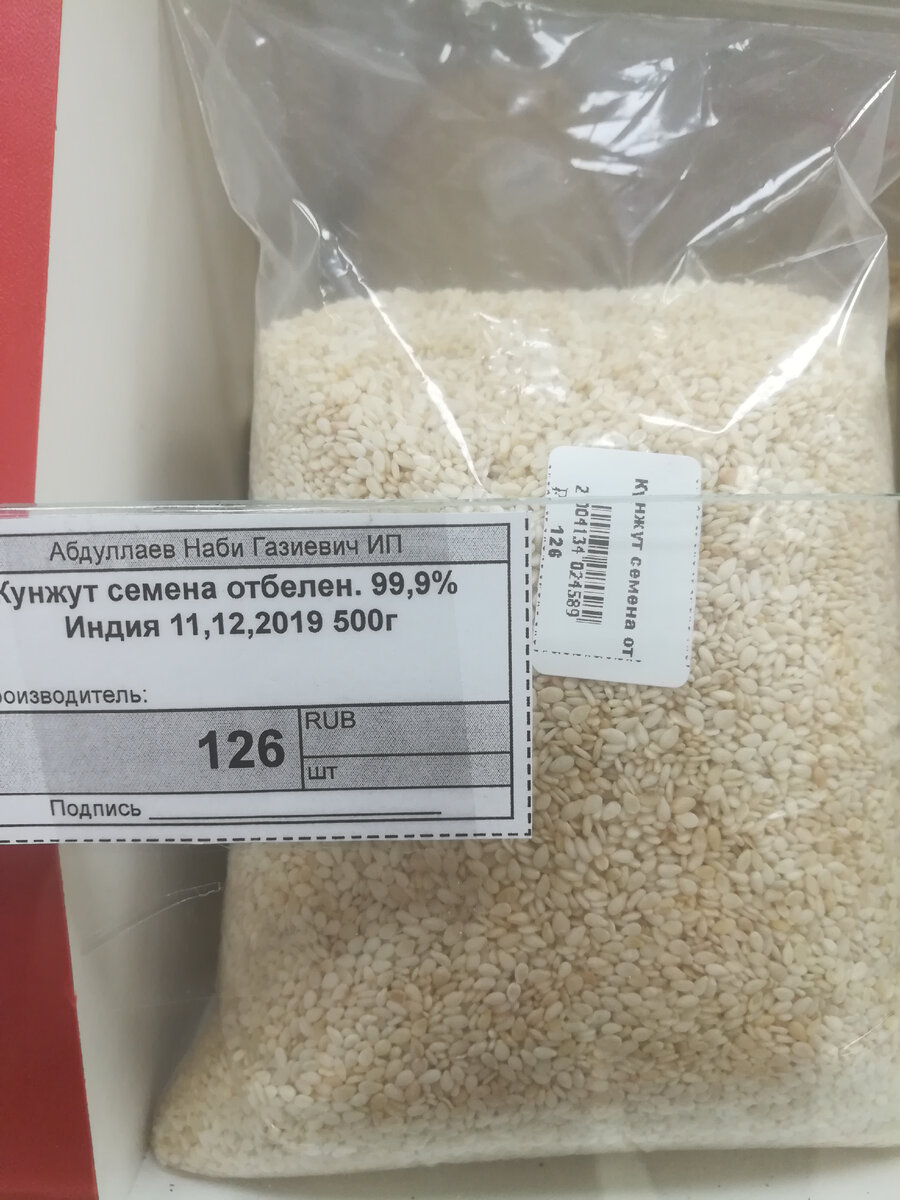 Абдуллаев Наби Газиевич ИП
Кунжут семена отбелен. 99,9%
Индия 11,12,2019 500г
роизводитель:
126
RUB
шт
Подпись
Кунжут семена от
024589
126